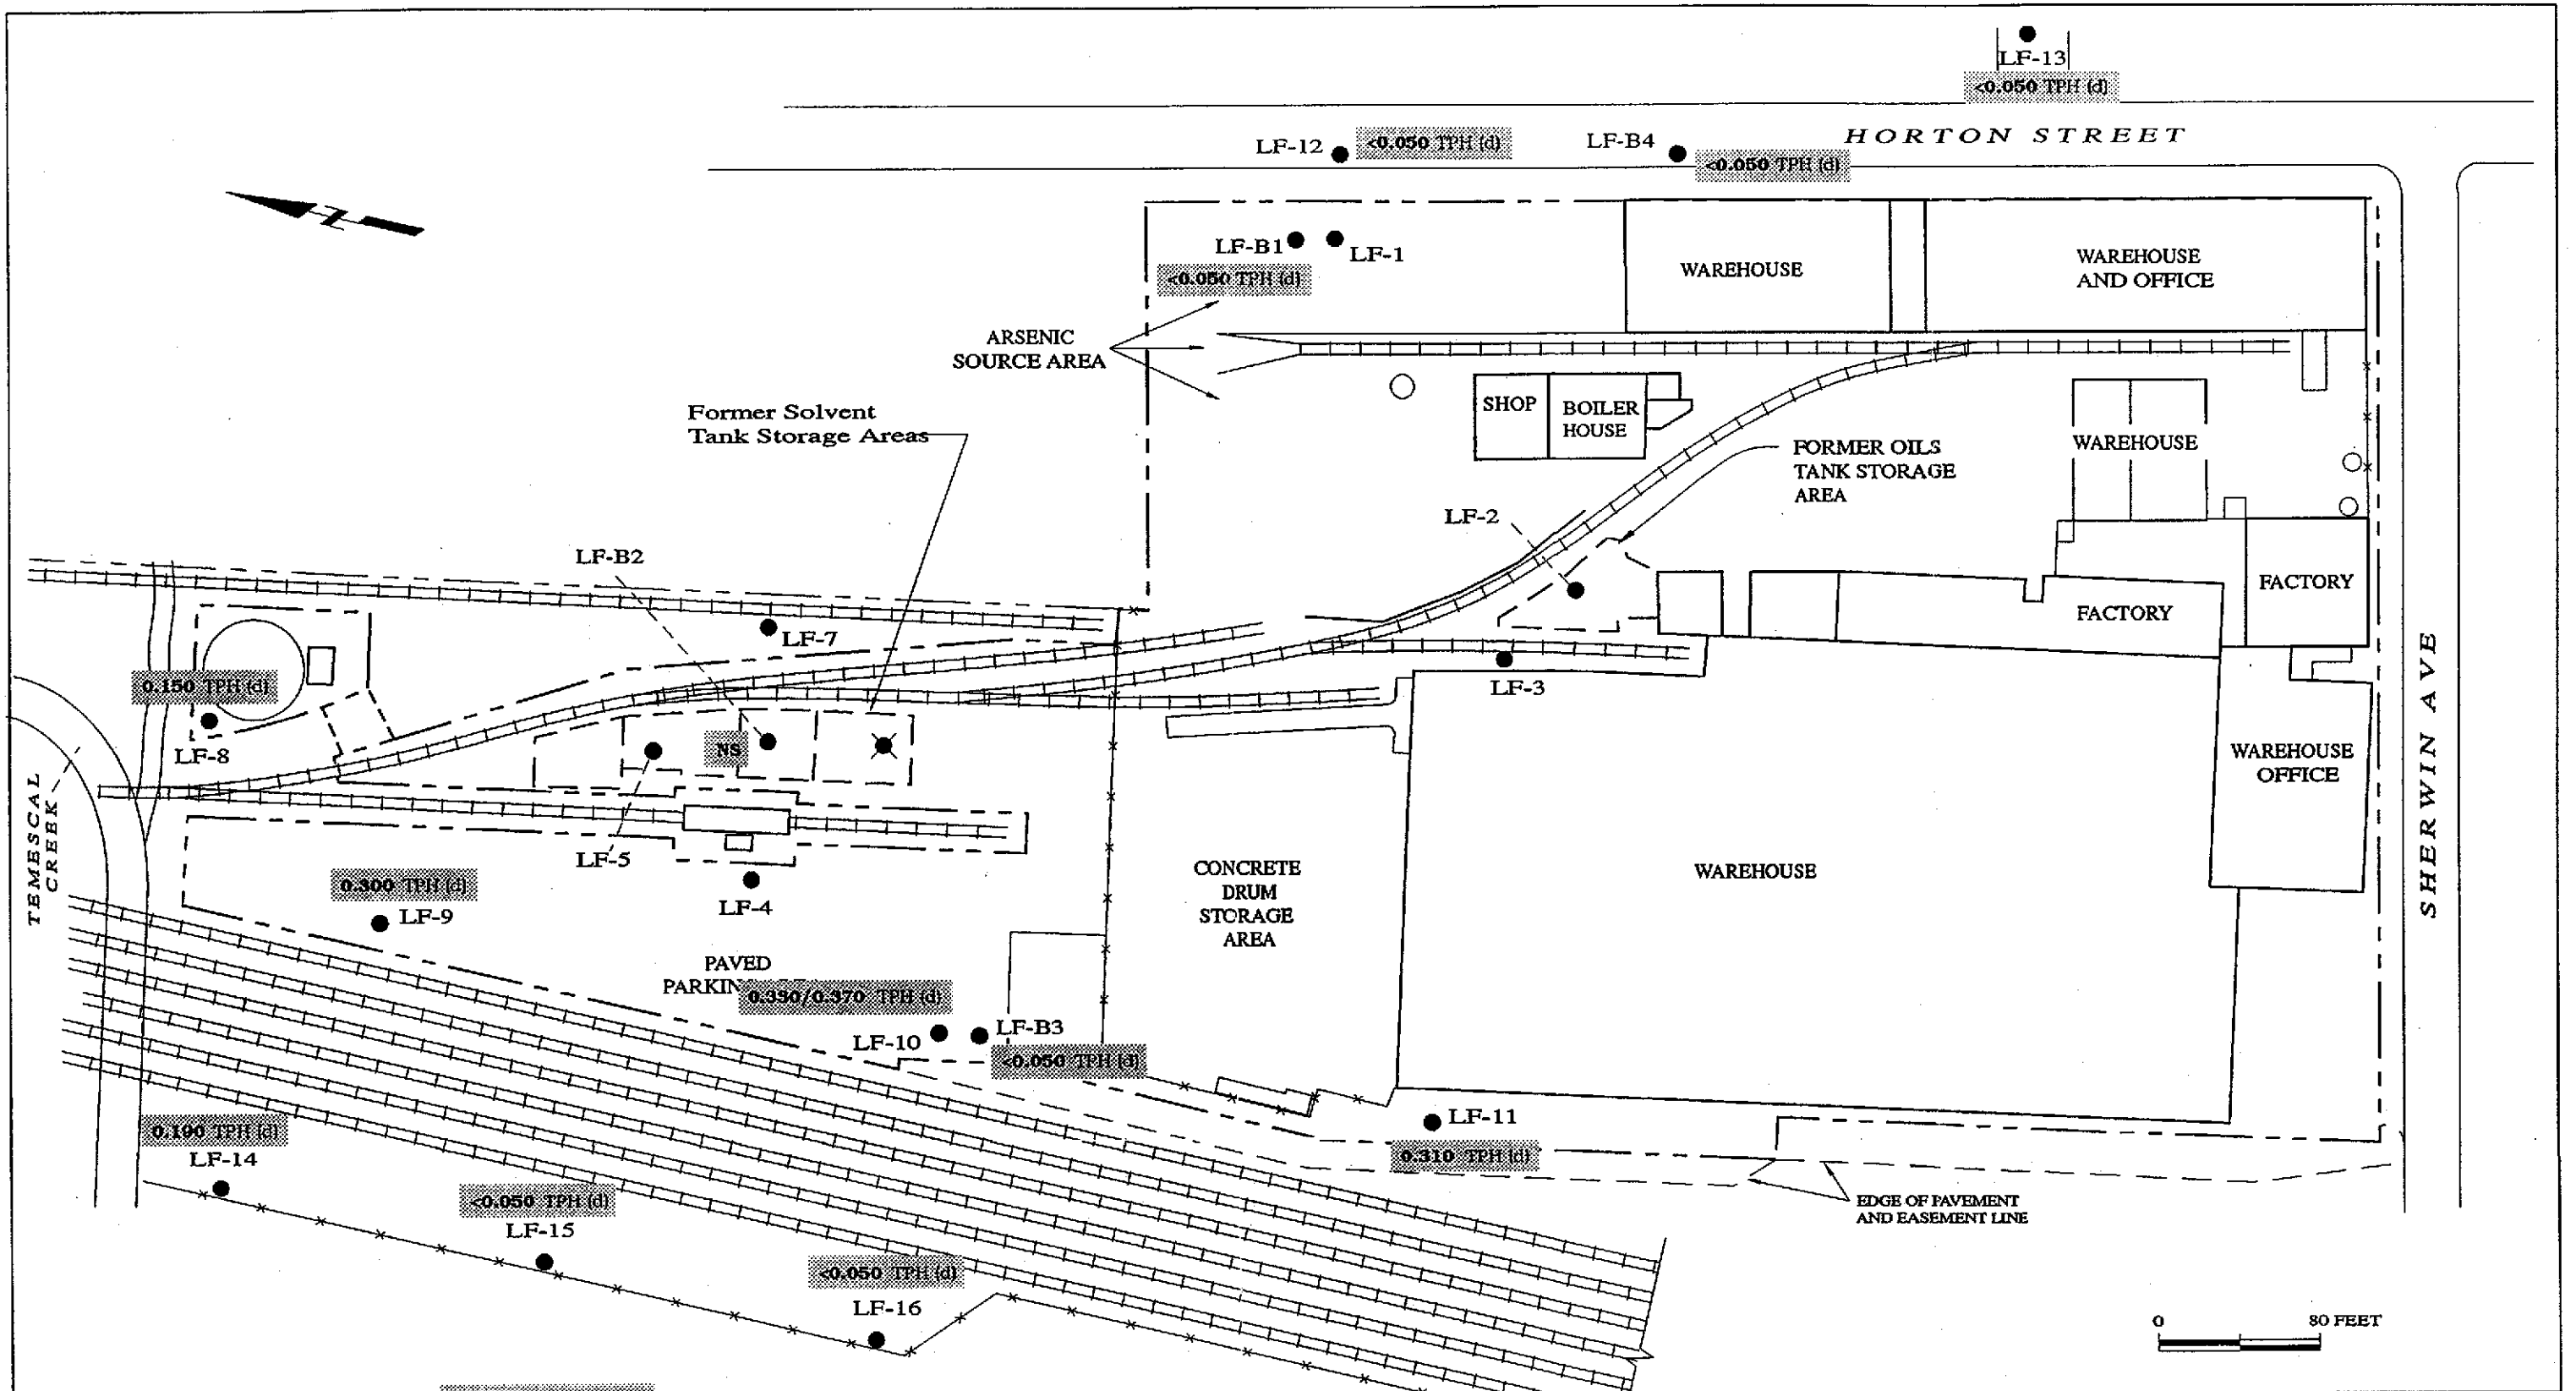 LF-13
<0.050 TPH (d)
HORTON STREET
LF-12
<0.050 TPH (d)
LF-B4
<0.050 TPH (d)
N
LF-B1
LF-1
<0.050 TPH (d)
WAREHOUSE
WAREHOUSE
AND OFFICE
ARSENIC
SOURCE AREA
Former Solvent
Tank Storage Areas
SHOP
BOILER
HOUSE
FORMER OILS
TANK STORAGE
AREA
WAREHOUSE
LF-2
LF-B2
LF-7
FACTORY
FACTORY
0.150 TPH (d)
LF-8
LF-3
NS
WAREHOUSE
OFFICE
SHERWIN AVE
TEMESCAL
CREEK
LF-5
0.300 TPH (d)
LF-9
LF-4
CONCRETE
DRUM
STORAGE
AREA
WAREHOUSE
PAVED
PARKING
0.330/0.370 TPH (d)
LF-10
LF-B3
<0.050 TPH (d)
LF-11
0.310 TPH (d)
0.190 TPH (d)
LF-14
<0.050 TPH (d)
LF-15
<0.050 TPH (d)
LF-16
EDGE OF PAVEMENT
AND EASEMENT LINE
0 80 FEET